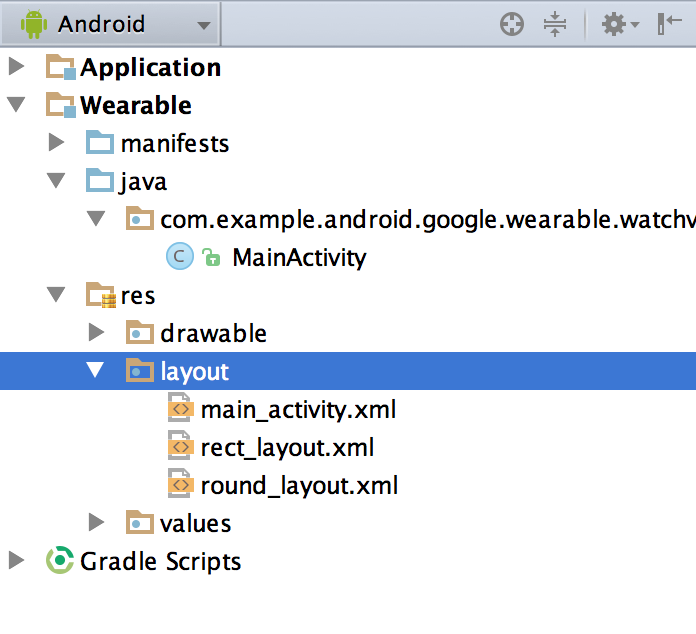 Android
Application
Wearable
manifests
java
com.example.android.google.wearable.watchv
C MainActivity
res
drawable
layout
main_activity.xml
rect_layout.xml
round_layout.xml
values
Gradle Scripts